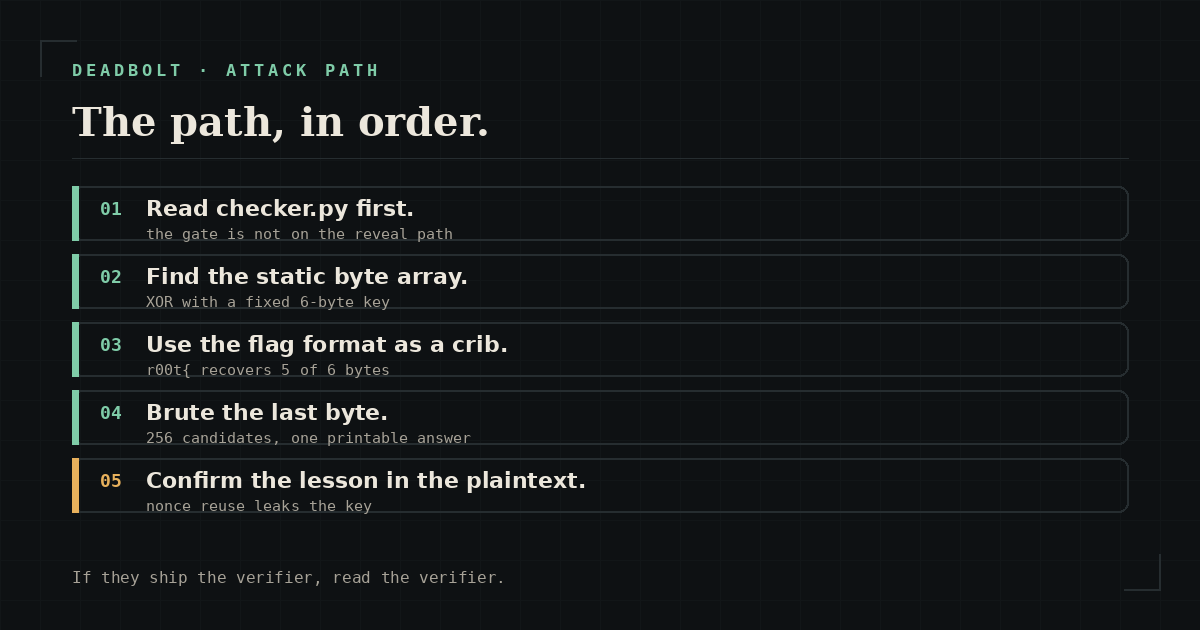 DEADBOLT · ATTACK PATH
The path, in order.
01 Read checker.py first.
the gate is not on the reveal path
02 Find the static byte array.
XOR with a fixed 6-byte key
03 Use the flag format as a crib.
r00t{ recovers 5 of 6 bytes
04 Brute the last byte.
256 candidates, one printable answer
05 Confirm the lesson in the plaintext.
nonce reuse leaks the key
If they ship the verifier, read the verifier.